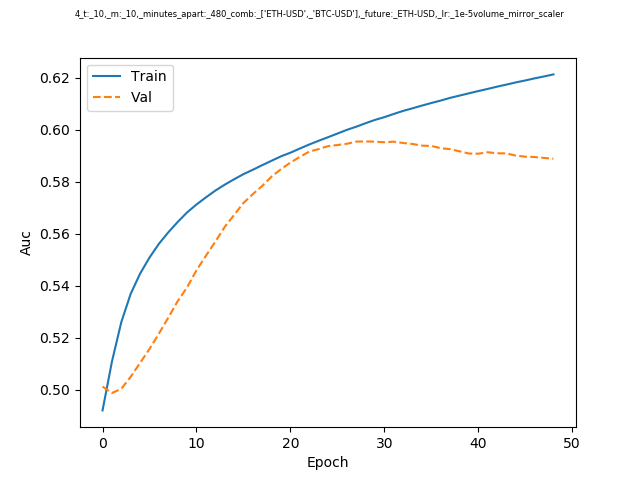 4_t:_10,_m:_10,_minutes_apart:_480_comb:_['ETH-USD',_'BTC-USD'],_future:_ETH-USD,_lr:_1e-5volume_mirror_scaler
Train
Val
0.62
0.60
0.58
0.56
0.54
0.52
0.50
Auc
0 10 20 30 40 50
Epoch